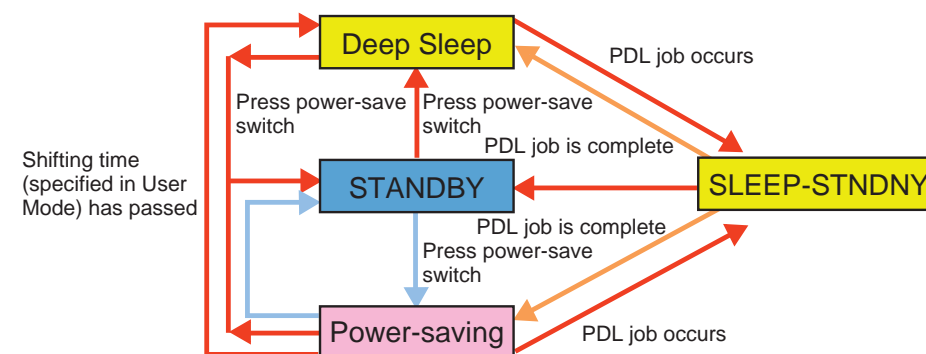 Deep Sleep
PDL job occurs
Press power-save
switch
Press power-save
switch
PDL job is complete
Shifting time
(specified in User
Mode) has passed
STANDBY
SLEEP-STNDNY
PDL job is complete
Press power-save
switch
Power-saving
PDL job occurs